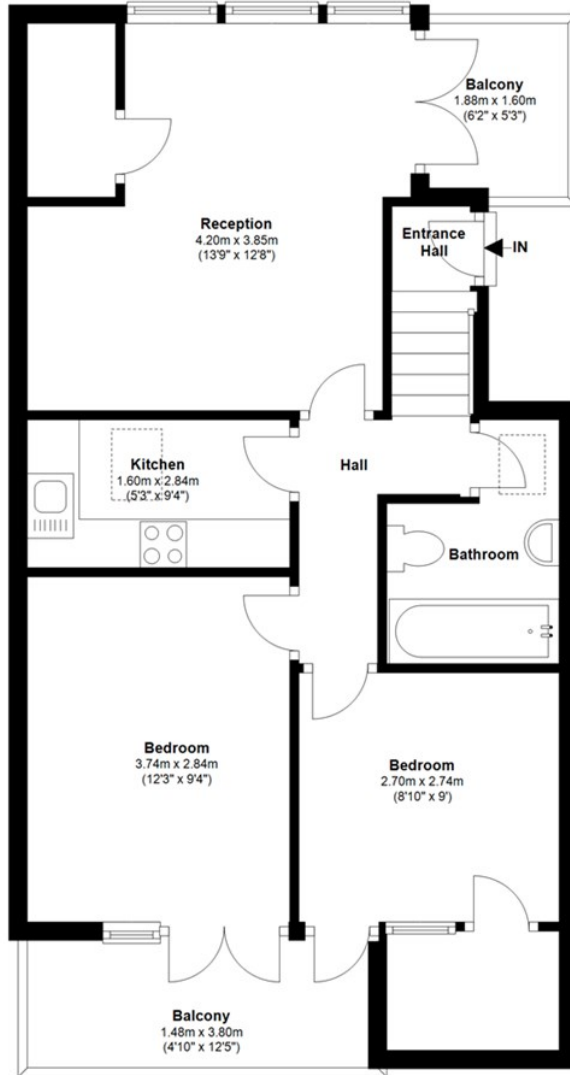 Balcony
1.88m x 1.60m
(6'2" x 5'3")
Reception
4.20m x 3.85m
(13'9" x 12'8")
Entrance
Hall
IN
Kitchen
1.60m x 2.84m
(5'3" x 9'4")
Hall
Bathroom
Bedroom
3.74m x 2.84m
(12'3" x 9'4")
Bedroom
2.70m x 2.74m
(8'10" x 9')
Balcony
1.48m x 3.80m
(4'10" x 12'5")